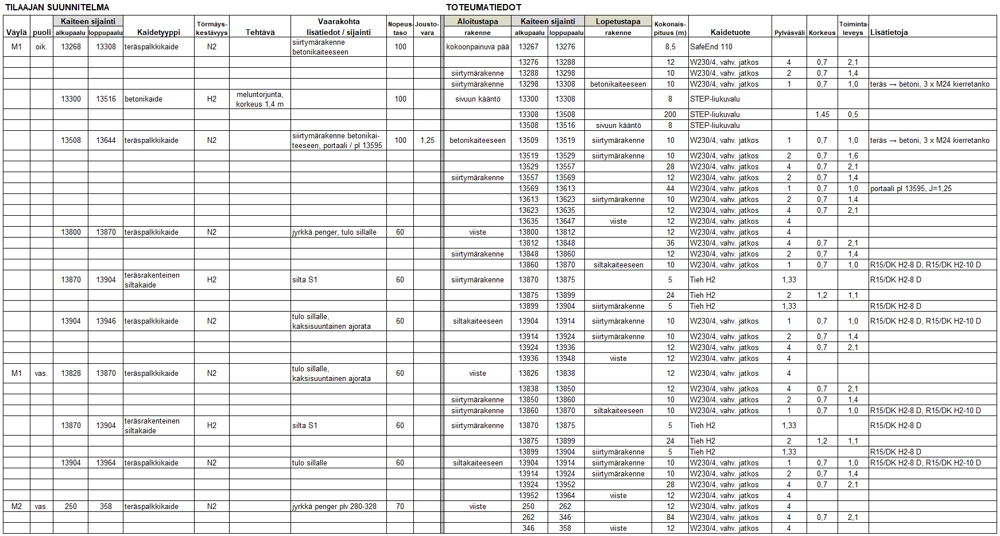 TILAAJAN SUUNNITELMA TOTEUMATIEDOT
Kaiteen sijainti Törmäys- Vaarakohta Nopeus- Jousto- Aloitustapa Kaiteen sijainti Lopetustapa Kokonais- Toiminta-
Väylä puoli alkupaalu loppupaalu Kaidetyyppi kestävyys Tehtävä lisätiedot / sijainti taso vara rakenne alkupaalu loppupaalu rakenne pituus (m) Kaidetuote Pylväsväli Korkeus leveys Lisätietoja
siirtymärakenne
M1 oik. 13268 13308 teräspalkkikaide N2 betonikaiteeseen 100 kokoonpainuva pää 13267 13276 8,5 SafeEnd 110
13276 13288 12 W230/4, vahv. jatkos 4 0,7 2,1
siirtymärakenne 13288 13298 10 W230/4, vahv. jatkos 2 0,7 1,4
siirtymärakenne 13298 13308 betonikaiteeseen 10 W230/4, vahv. jatkos 1 0,7 1,0 teräs → betoni, 3 x M24 kierretanko
meluntorjunta,
13300 13516 betonikaide H2 korkeus 1,4 m 100 sivuun kääntö 13300 13308 8 STEP-liukuvalu
13308 13508 200 STEP-liukuvalu 1,45 0,5
13508 13516 sivuun kääntö 8 STEP-liukuvalu
siirtymärakenne betonikai-
13508 13644 teräspalkkikaide N2 teeseen, portaali / pl 13595 100 1,25 betonikaiteeseen 13509 13519 siirtymärakenne 10 W230/4, vahv. jatkos 1 0,7 1,0 teräs → betoni, 3 x M24 kierretanko
13519 13529 siirtymärakenne 10 W230/4, vahv. jatkos 2 0,7 1,6
13529 13557 28 W230/4, vahv. jatkos 4 0,7 2,1
siirtymärakenne 13557 13569 12 W230/4, vahv. jatkos 2 0,7 1,4
13569 13613 44 W230/4, vahv. jatkos 1 0,7 1,0 portaali pl 13595, J=1,25
13613 13623 siirtymärakenne 10 W230/4, vahv. jatkos 2 0,7 1,4
13623 13635 12 W230/4, vahv. jatkos 4 0,7 2,1
13635 13647 viiste 12 W230/4, vahv. jatkos 4
13800 13870 teräspalkkikaide N2 jyrkkä penger, tulo sillalle 60 viiste 13800 13812 12 W230/4, vahv. jatkos 4
13812 13848 36 W230/4, vahv. jatkos 4 0,7 2,1
siirtymärakenne 13848 13860 12 W230/4, vahv. jatkos 2 0,7 1,4
13860 13870 siltakaiteeseen 10 W230/4, vahv. jatkos 1 0,7 1,0 R15/DK H2-8 D, R15/DK H2-10 D
teräsrakenteinen
13870 13904 siltakaide H2 silta S1 60 siirtymärakenne 13870 13875 5 Tieh H2 1,33 R15/DK H2-8 D
13875 13899 24 Tieh H2 2 1,2 1,1
13899 13904 siirtymärakenne 5 Tieh H2 1,33 R15/DK H2-8 D
tulo sillalle,
13904 13946 teräspalkkikaide N2 kaksisuuntainen ajorata 60 siltakaiteeseen 13904 13914 siirtymärakenne 10 W230/4, vahv. jatkos 1 0,7 1,0 R15/DK H2-8 D, R15/DK H2-10 D
13914 13924 siirtymärakenne 10 W230/4, vahv. jatkos 2 0,7 1,4
13924 13936 12 W230/4, vahv. jatkos 4 0,7 2,1
13936 13948 viiste 12 W230/4, vahv. jatkos 4
tulo sillalle,
M1 vas. 13828 13870 teräspalkkikaide N2 kaksisuuntainen ajorata 60 viiste 13826 13838 12 W230/4, vahv. jatkos 4
13838 13850 12 W230/4, vahv. jatkos 4 0,7 2,1
siirtymärakenne 13850 13860 10 W230/4, vahv. jatkos 2 0,7 1,4
siirtymärakenne 13860 13870 siltakaiteeseen 10 W230/4, vahv. jatkos 1 0,7 1,0 R15/DK H2-8 D, R15/DK H2-10 D
teräsrakenteinen
13870 13904 siltakaide H2 silta S1 60 siirtymärakenne 13870 13875 5 Tieh H2 1,33 R15/DK H2-8 D
13875 13899 24 Tieh H2 2 1,2 1,1
13899 13904 siirtymärakenne 5 Tieh H2 1,33 R15/DK H2-8 D
13904 13964 teräspalkkikaide N2 tulo sillalle 60 siltakaiteeseen 13904 13914 siirtymärakenne 10 W230/4, vahv. jatkos 1 0,7 1,0 R15/DK H2-8 D, R15/DK H2-10 D
13914 13924 siirtymärakenne 10 W230/4, vahv. jatkos 2 0,7 1,4
13924 13952 28 W230/4, vahv. jatkos 4 0,7 2,1
13952 13964 viiste 12 W230/4, vahv. jatkos 4
M2 vas. 250 358 teräspalkkikaide N2 jyrkkä penger plv 280-328 70 viiste 250 262 12 W230/4, vahv. jatkos 4
262 346 84 W230/4, vahv. jatkos 4 0,7 2,1
346 358 viiste 12 W230/4, vahv. jatkos 4